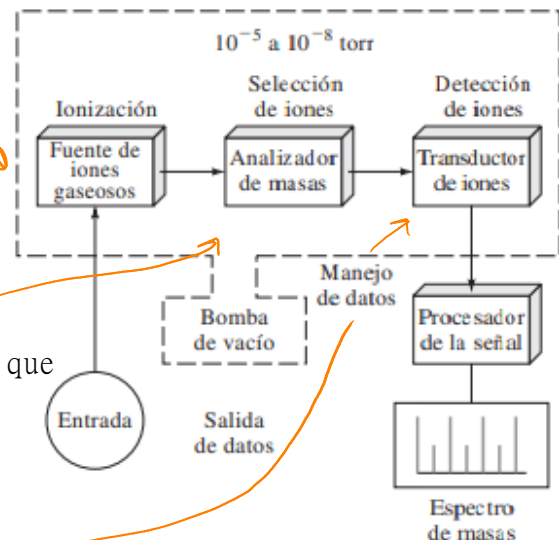 10⁻⁵ a 10⁻⁸ torr
Ionización
Selección
de iones
Detección
de iones
Fuente de
iones
gaseosos
Analizador
de masas
Transductor
de iones
Bomba
de vacío
Manejo
de datos
Procesador
de la señal
que
Entrada
Salida
de datos
Espectro
de masas